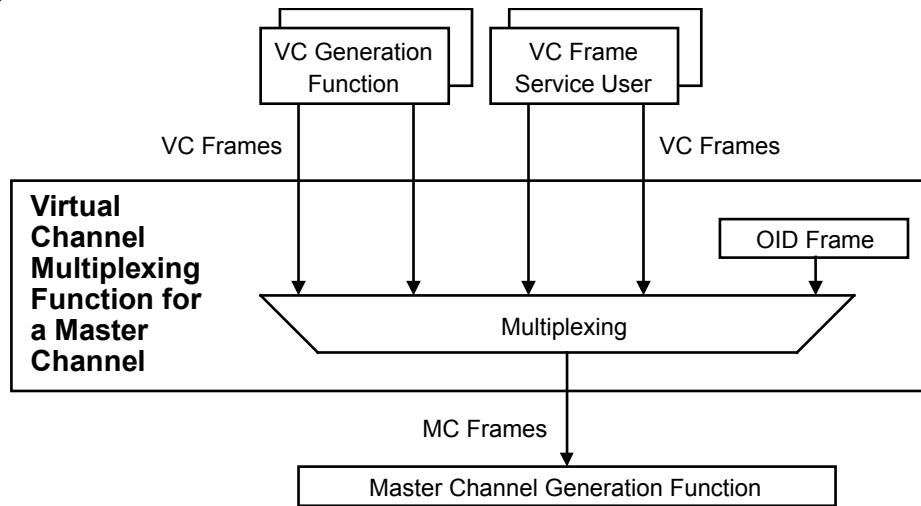 VC Generation
Function
VC Frame
Service User
VC Frames
VC Frames
Virtual
Channel
Multiplexing
Function for
a Master
Channel
OID Frame
Multiplexing
MC Frames
Master Channel Generation Function